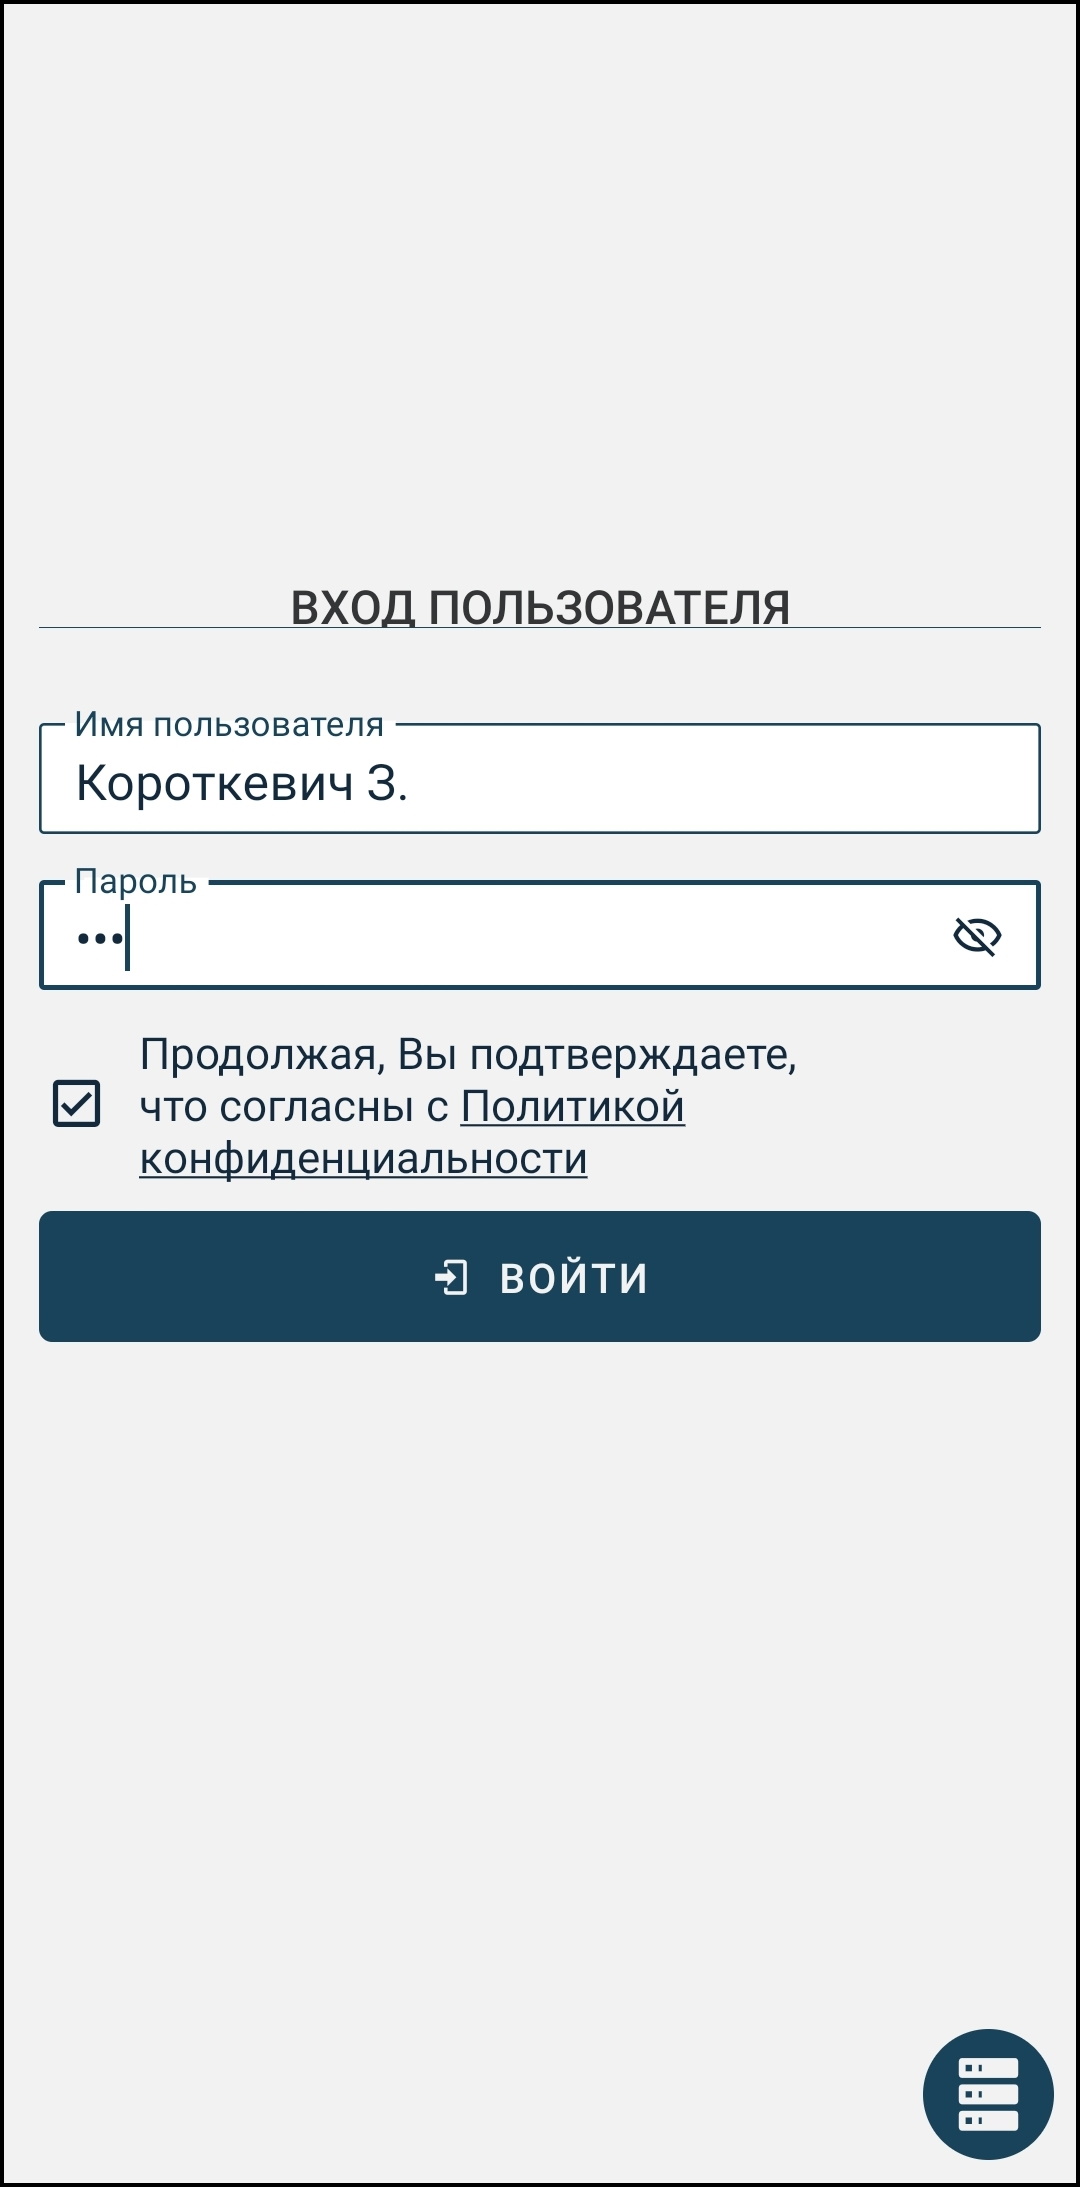 ВХОД ПОЛЬЗОВАТЕЛЯ
Имя пользователя
Короткевич З.
Пароль
•••
Продолжая, Вы подтверждаете,
что согласны с Политикой
конфиденциальности
ВОЙТИ